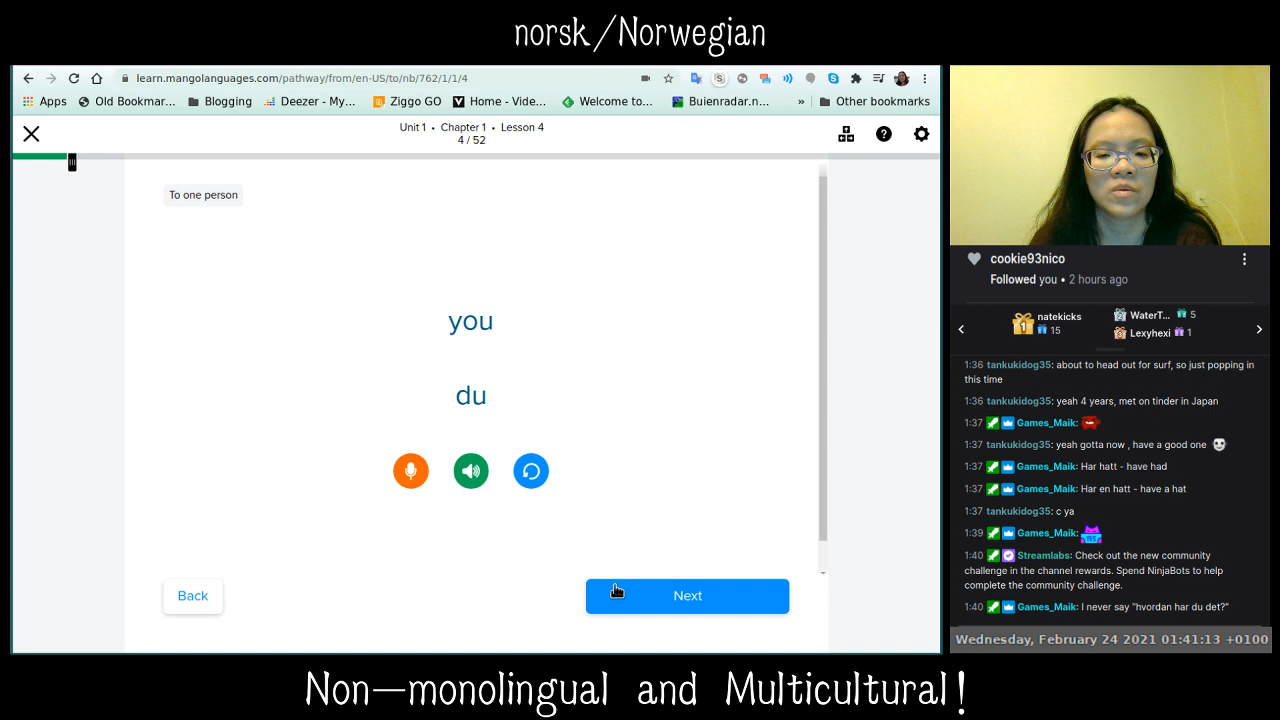 norsk/Norwegian
learn.mangolanguages.com/pathway/from/en-US/to/nb/762/1/1/4
Apps Old Bookmar... Blogging Deezer - My... Ziggo GO Home - Vide... Welcome to... Buienradar.n... » Other bookmarks
Unit 1 • Chapter 1 • Lesson 4
4 / 52
To one person
you
du
Back
Next
cookie93nico
Followed you • 2 hours ago
natekicks
15
WaterT... 5
Lexyhexi 1
1:36 tankukidog35: about to head out for surf, so just popping in
this time
1:36 tankukidog35: yeah 4 years, met on tinder in Japan
1:37 Games_Maik:
1:37 tankukidog35: yeah gotta now , have a good one
1:37 Games_Maik: Har hatt - have had
1:37 Games_Maik: Har en hatt - have a hat
1:37 tankukidog35: c ya
1:39 Games_Maik:
1:40 Streamlabs: Check out the new community
challenge in the channel rewards. Spend NinjaBots to help
complete the community challenge.
1:40 Games_Maik: I never say "hvordan har du det?"
Wednesday, February 24 2021 01:41:13 +0100
Non-monolingual and Multicultural!